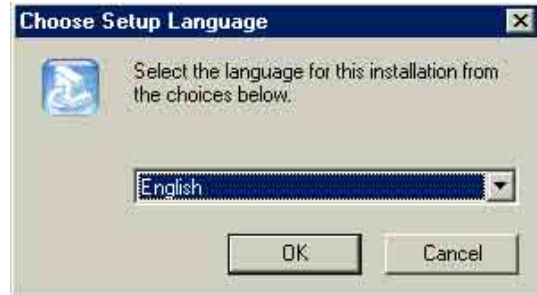 Choose Setup Language
Select the language for this installation from
the choices below.
English
OK
Cancel